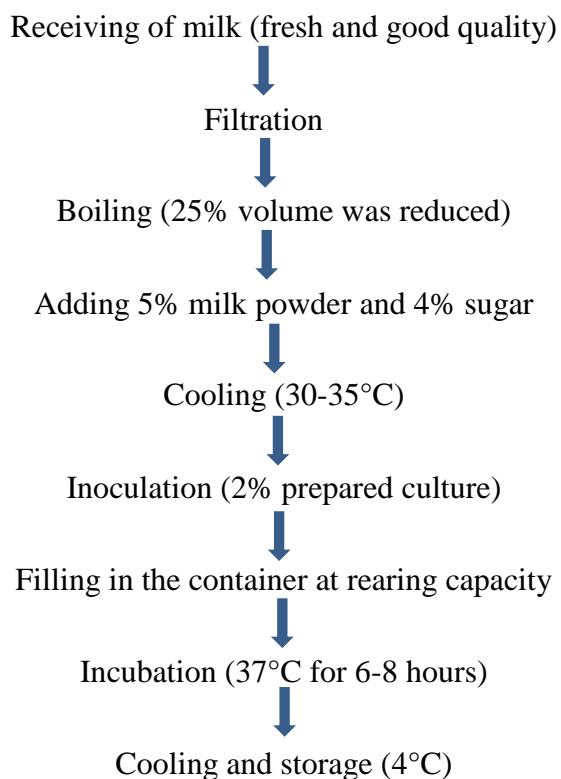 Receiving of milk (fresh and good quality)
Filtration
Boiling (25% volume was reduced)
Adding 5% milk powder and 4% sugar
Cooling (30-35°C)
Inoculation (2% prepared culture)
Filling in the container at rearing capacity
Incubation (37°C for 6-8 hours)
Cooling and storage (4°C)